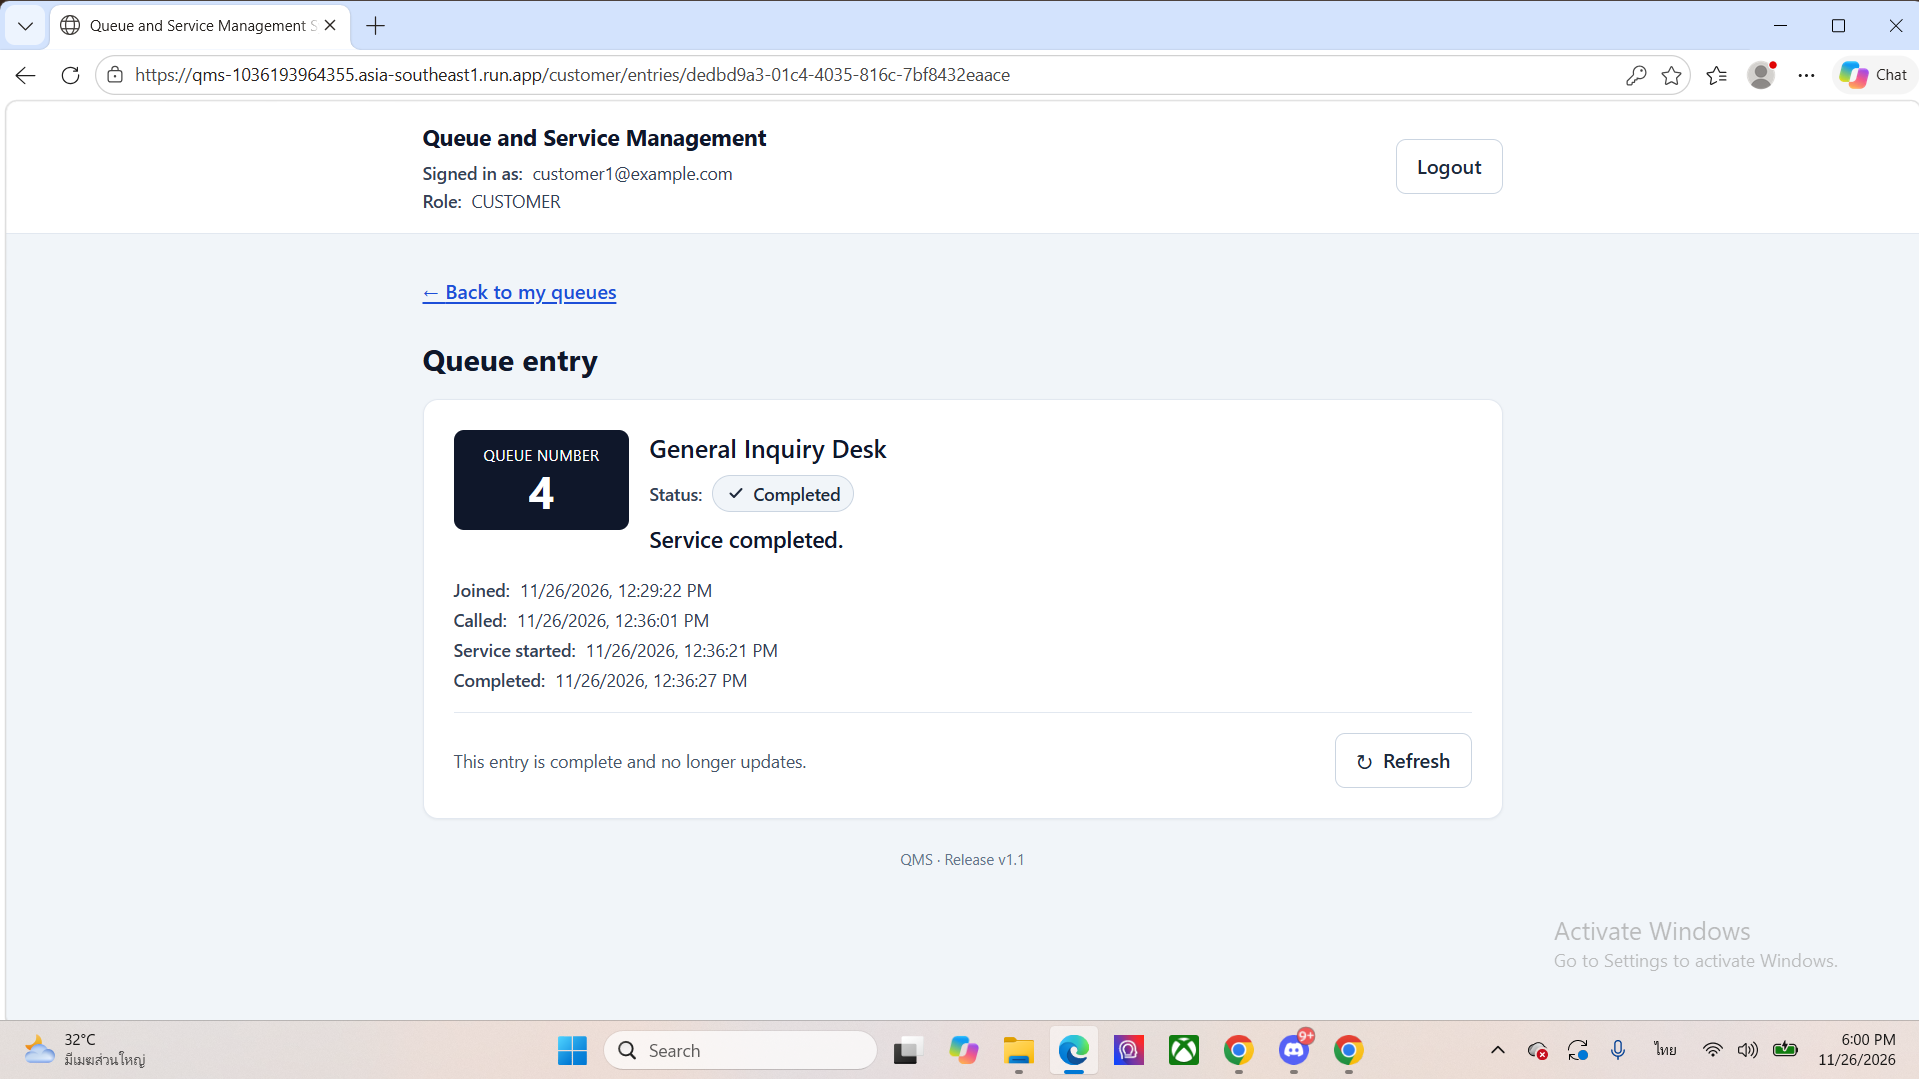 Queue and Service Management S
https://qms-1036193964355.asia-southeast1.run.app/customer/entries/dedbd9a3-01c4-4035-816c-7bf8432eaace
Chat
Queue and Service Management
Signed in as: customer1@example.com
Role: CUSTOMER
Logout
← Back to my queues
Queue entry
QUEUE NUMBER
4
General Inquiry Desk
Status: ✓ Completed
Service completed.
Joined: 11/26/2026, 12:29:22 PM
Called: 11/26/2026, 12:36:01 PM
Service started: 11/26/2026, 12:36:21 PM
Completed: 11/26/2026, 12:36:27 PM
This entry is complete and no longer updates.
↻ Refresh
QMS · Release v1.1
Activate Windows
Go to Settings to activate Windows.
32°C
มีเมฆส่วนใหญ่
Search
9+
ไทย
6:00 PM
11/26/2026